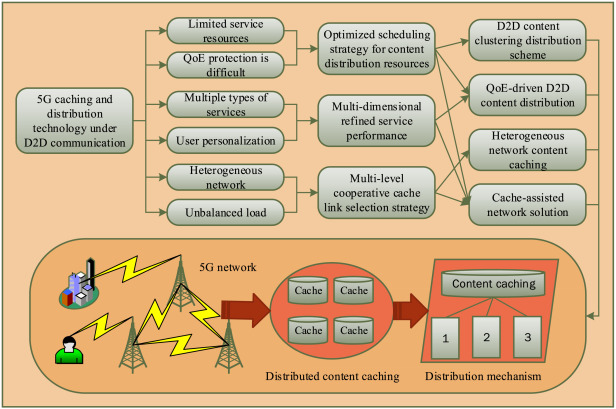 5G caching and
distribution
technology under
D2D communication
Limited service
resources
QoE protection is
difficult
Multiple types of
services
User personalization
Heterogeneous
network
Unbalanced load
Optimized scheduling
strategy for content
distribution resources
Multi-dimensional
refined service
performance
Multi-level
cooperative cache
link selection strategy
D2D content
clustering distribution
scheme
QoE-driven D2D
content distribution
Heterogeneous
network content
caching
Cache-assisted
network solution
5G network
Cache
Cache
Cache
Cache
Distributed content caching
Content caching
1
2
3
Distribution mechanism